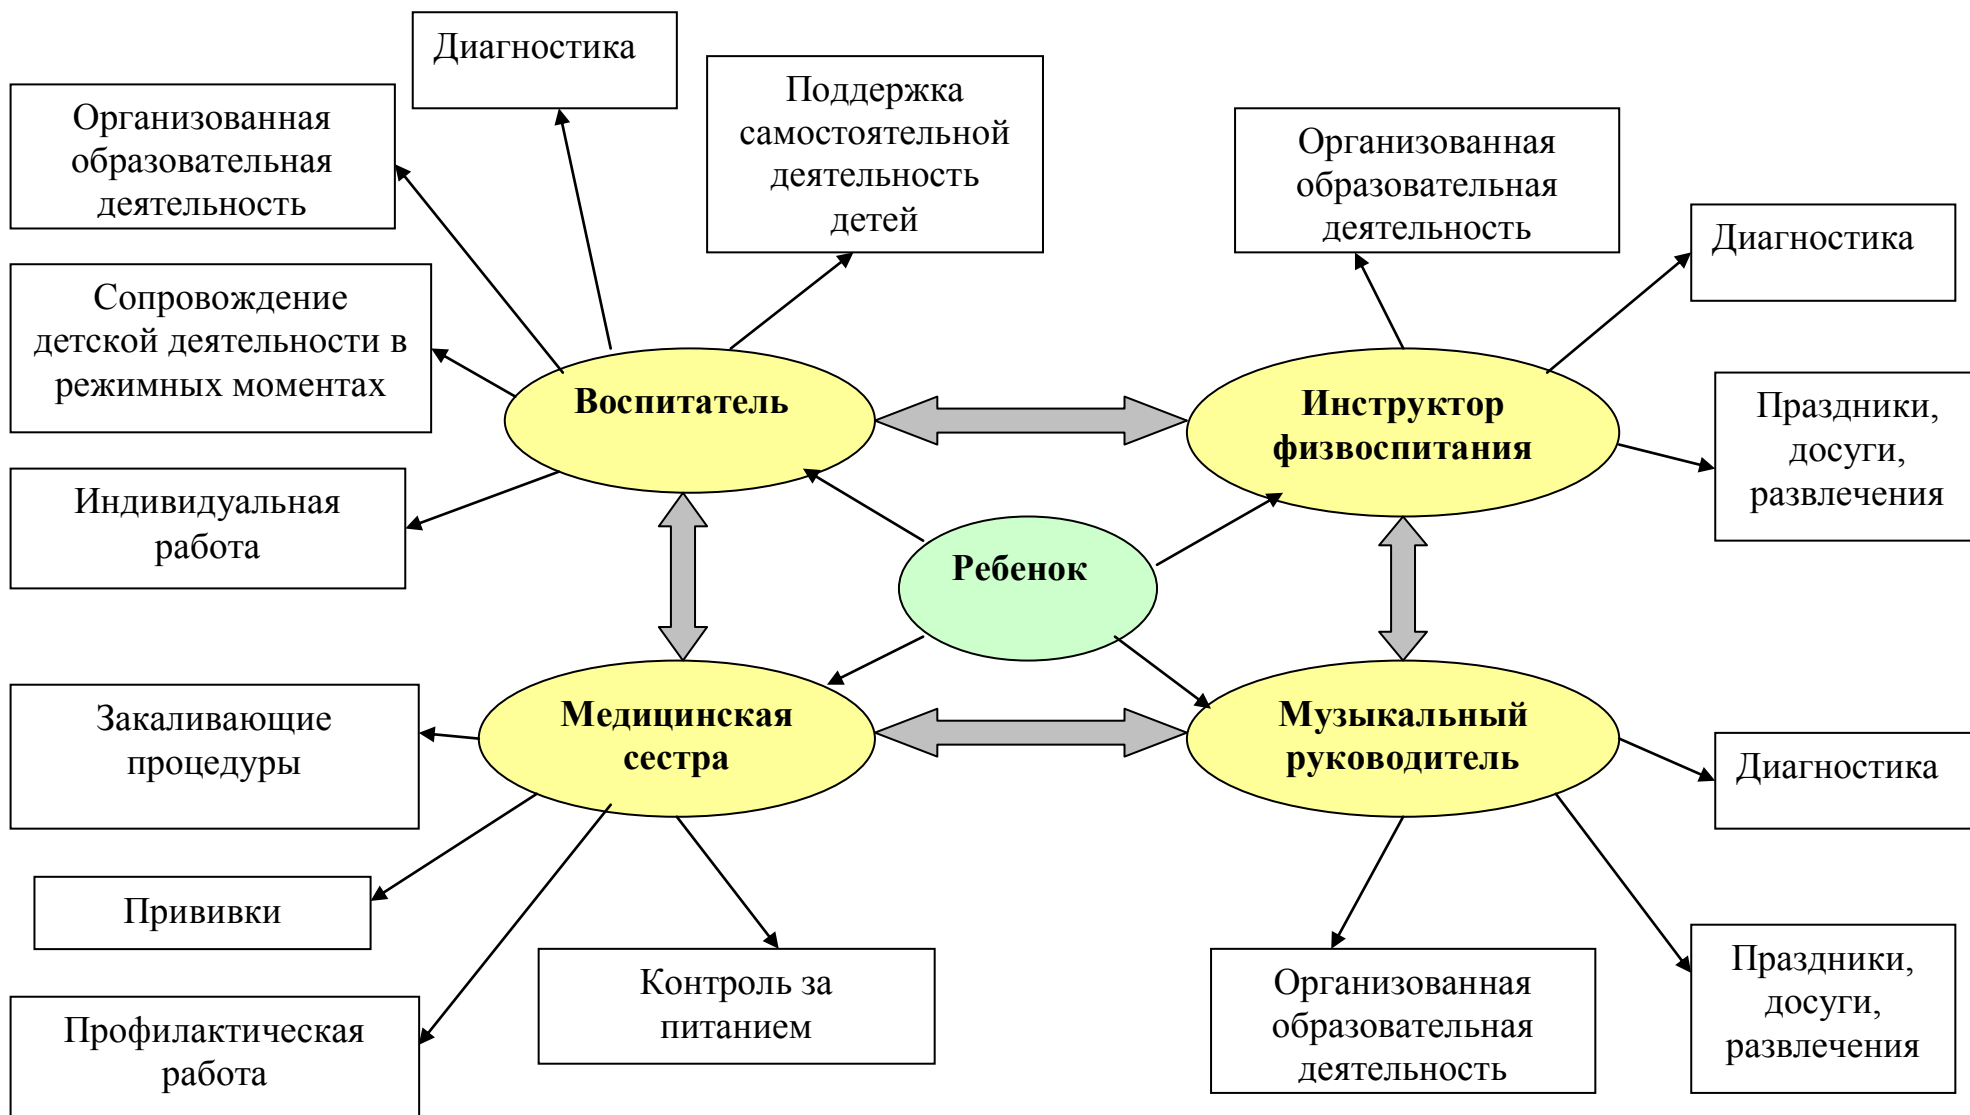 Диагностика
Поддержка
самостоятельной
деятельность
детей
Организованная
образовательная
деятельность
Организованная
образовательная
деятельность
Диагностика
Сопровождение
детской деятельности в
режимных моментах
Воспитатель
Инструктор
физвоспитания
Праздники,
досуги,
развлечения
Индивидуальная
работа
Ребенок
Закаливающие
процедуры
Медицинская
сестра
Музыкальный
руководитель
Диагностика
Прививки
Контроль за
питанием
Организованная
образовательная
деятельность
Праздники,
досуги,
развлечения
Профилактическая
работа